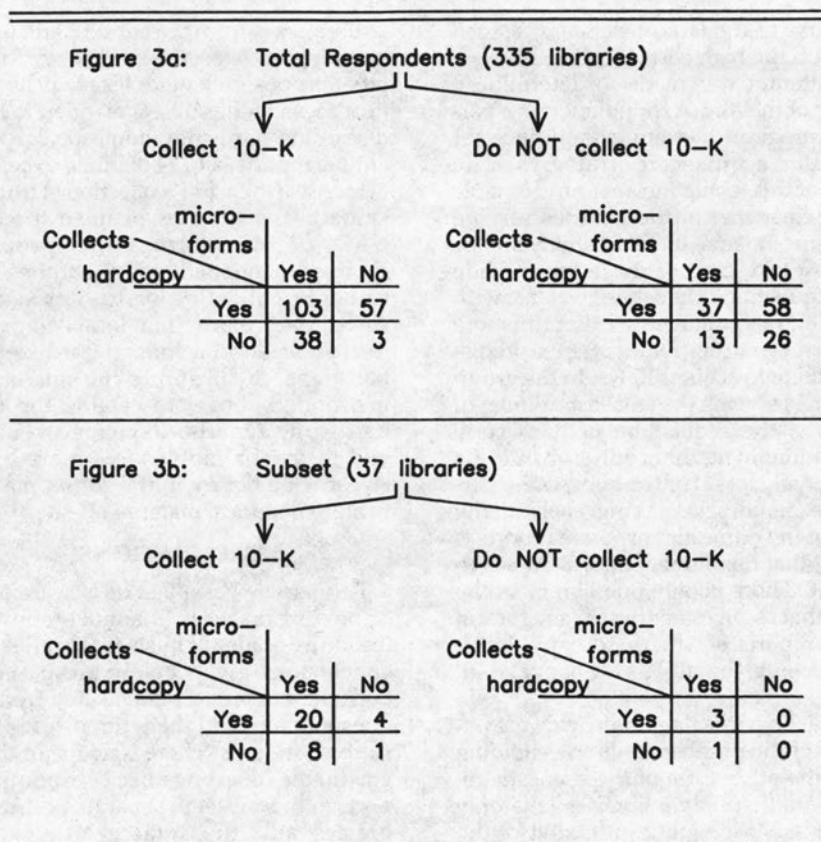 Figure 3a: Total Respondents (335 libraries)
Collect 10-K Do NOT collect 10-K
micro-
forms
Collects
hardcopy Yes No
Yes 103 57
No 38 3
micro-
forms
Collects
hardcopy Yes No
Yes 37 58
No 13 26
Figure 3b: Subset (37 libraries)
Collect 10-K Do NOT collect 10-K
micro-
forms
Collects
hardcopy Yes No
Yes 20 4
No 8 1
micro-
forms
Collects
hardcopy Yes No
Yes 3 0
No 1 0